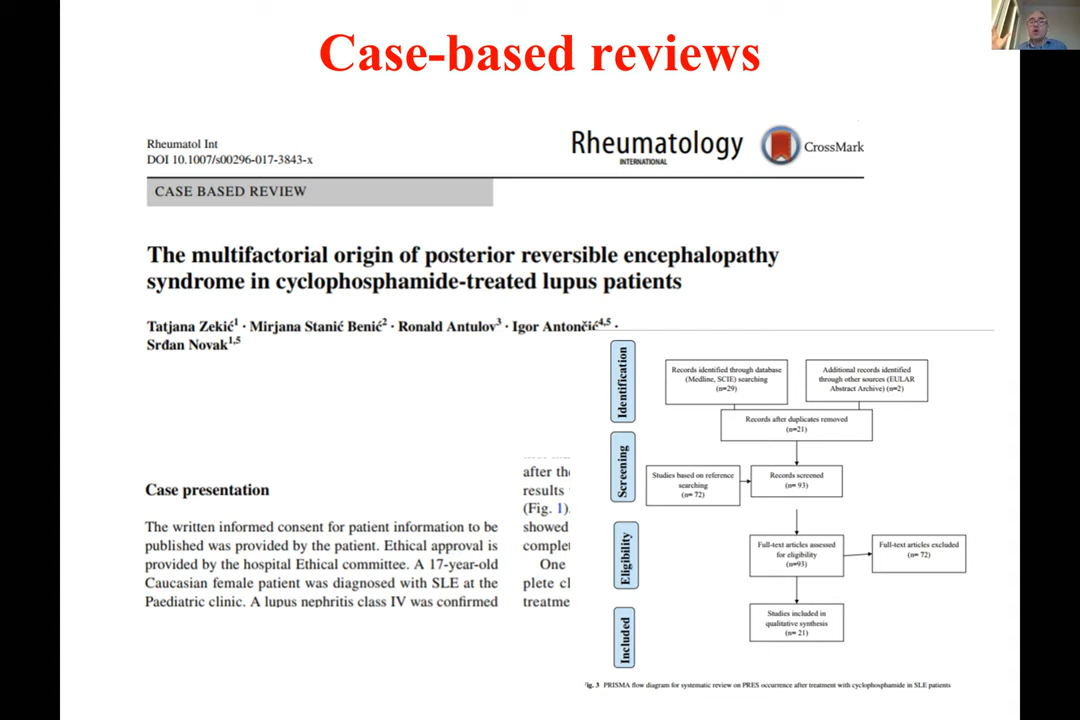 Case-based reviews
Rheumatol Int
DOI 10.1007/s00296-017-3843-x
Rheumatology
INTERNATIONAL
CrossMark
CASE BASED REVIEW
The multifactorial origin of posterior reversible encephalopathy
syndrome in cyclophosphamide-treated lupus patients
Tatjana Zekić1 · Mirjana Stanić Benić2 · Ronald Antulov3 · Igor Antončić4,5 ·
Srđan Novak1,5
Case presentation
The written informed consent for patient information to be
published was provided by the patient. Ethical approval is
provided by the hospital Ethical committee. A 17-year-old
Caucasian female patient was diagnosed with SLE at the
Paediatric clinic. A lupus nephritis class IV was confirmed
after the
results
(Fig. 1).
showed
complet
One
plete cl
treatme
Identification
Records identified through database
(Medline, SCIE) searching
(n=29)
Additional records identified
through other sources (EULAR
Abstract Archive) (n=2)
Records after duplicates removed
(n=21)
Screening
Studies based on reference
searching
(n= 72)
Records screened
(n= 93)
Eligibility
Full-text articles assessed
for eligibility
(n=93)
Full-text articles excluded
(n= 72)
Included
Studies included in
qualitative synthesis
(n= 21)
ig. 3 PRISMA flow diagram for systematic review on PRES occurrence after treatment with cyclophosphamide in SLE patients